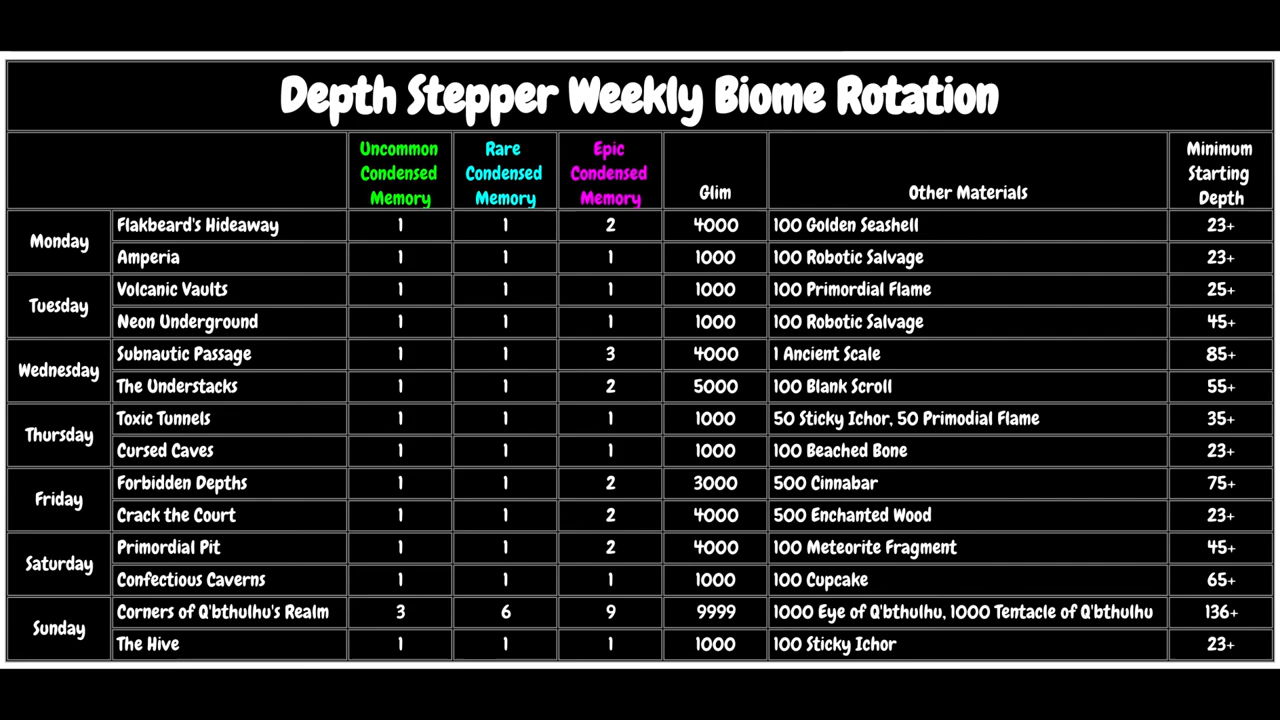 Depth Stepper Weekly Biome Rotation
Uncommon Condensed Memory
Rare Condensed Memory
Epic Condensed Memory
Glim
Other Materials
Minimum Starting Depth
Monday
Flakbeard's Hideaway 1 1 2 4000 100 Golden Seashell 23+
Amperia 1 1 1 1000 100 Robotic Salvage 23+
Tuesday
Volcanic Vaults 1 1 1 1000 100 Primordial Flame 25+
Neon Underground 1 1 1 1000 100 Robotic Salvage 45+
Wednesday
Subnautic Passage 1 1 3 4000 1 Ancient Scale 85+
The Understacks 1 1 2 5000 100 Blank Scroll 55+
Thursday
Toxic Tunnels 1 1 1 1000 50 Sticky Ichor, 50 Primodial Flame 35+
Cursed Caves 1 1 1 1000 100 Beached Bone 23+
Friday
Forbidden Depths 1 1 2 3000 500 Cinnabar 75+
Crack the Court 1 1 2 4000 500 Enchanted Wood 23+
Saturday
Primordial Pit 1 1 2 4000 100 Meteorite Fragment 45+
Confectious Caverns 1 1 1 1000 100 Cupcake 65+
Sunday
Corners of Q'bthulhu's Realm 3 6 9 9999 1000 Eye of Q'bthulhu, 1000 Tentacle of Q'bthulhu 136+
The Hive 1 1 1 1000 100 Sticky Ichor 23+